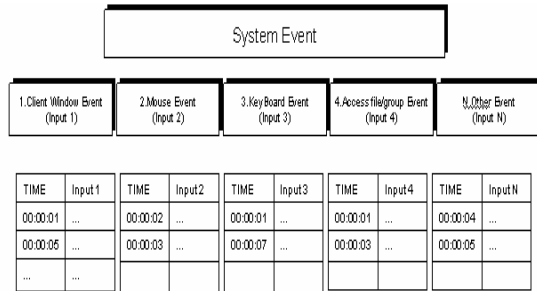 System Event
1.Client Window Event
(Input 1)
2.Mouse Event
(Input 2)
3.Key Board Event
(Input 3)
4.Access file/group Event
(Input 4)
N.Other Event
(Input N)
TIME Input 1
00:00:01 ...
00:00:05 ...
... ...
TIME Input 2
00:00:02 ...
00:00:03 ...
TIME Input 3
00:00:01 ...
00:00:07 ...
TIME Input 4
00:00:01 ...
00:00:03 ...
TIME Input N
00:00:04 ...
00:00:05 ...